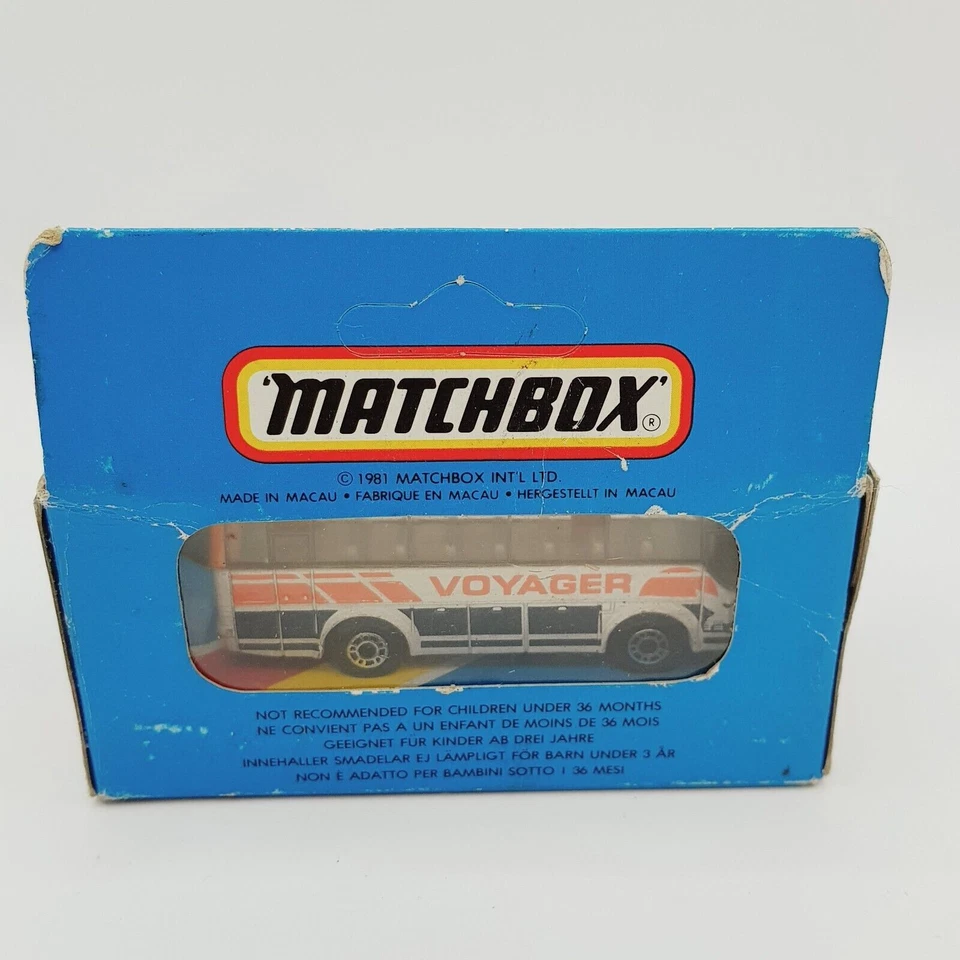 'MATCHBOX' ®
© 1981 MATCHBOX INT'L LTD.
MADE IN MACAU • FABRIQUE EN MACAU • HERGESTELLT IN MACAU
VOYAGER
NOT RECOMMENDED FOR CHILDREN UNDER 36 MONTHS
NE CONVIENT PAS A UN ENFANT DE MOINS DE 36 MOIS
GEEIGNET FÜR KINDER AB DREI JAHRE
INNEHALLER SMADELAR EJ LÄMPLIGT FÖR BARN UNDER 3 ÅR
NON È ADATTO PER BAMBINI SOTTO I 36 MESI